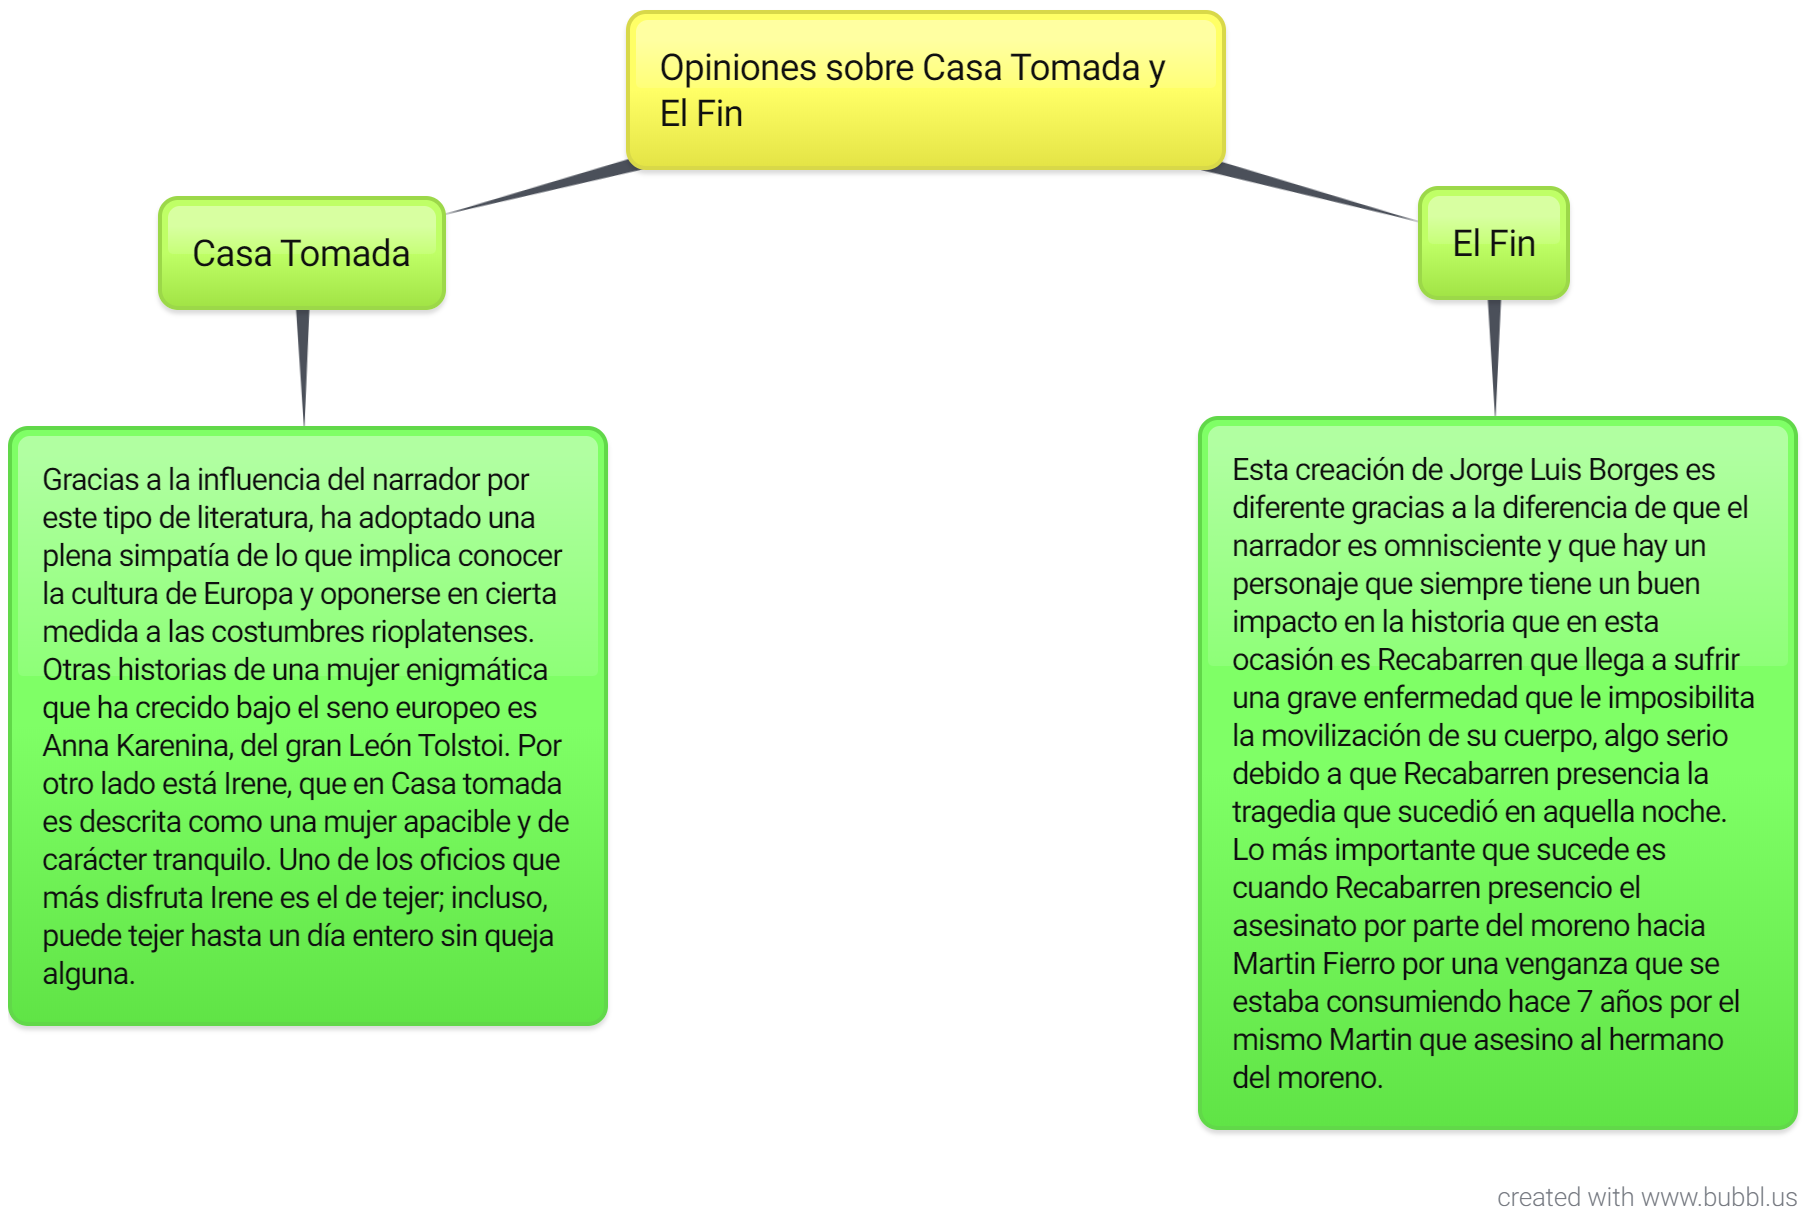 Opiniones sobre Casa Tomada y
El Fin
Casa Tomada
El Fin
Gracias a la influencia del narrador por
este tipo de literatura, ha adoptado una
plena simpatía de lo que implica conocer
la cultura de Europa y oponerse en cierta
medida a las costumbres rioplatenses.
Otras historias de una mujer enigmática
que ha crecido bajo el seno europeo es
Anna Karenina, del gran León Tolstoi. Por
otro lado está Irene, que en Casa tomada
es descrita como una mujer apacible y de
carácter tranquilo. Uno de los oficios que
más disfruta Irene es el de tejer; incluso,
puede tejer hasta un día entero sin queja
alguna.
Esta creación de Jorge Luis Borges es
diferente gracias a la diferencia de que el
narrador es omnisciente y que hay un
personaje que siempre tiene un buen
impacto en la historia que en esta
ocasión es Recabarren que llega a sufrir
una grave enfermedad que le imposibilita
la movilización de su cuerpo, algo serio
debido a que Recabarren presencia la
tragedia que sucedió en aquella noche.
Lo más importante que sucede es
cuando Recabarren presencio el
asesinato por parte del moreno hacia
Martin Fierro por una venganza que se
estaba consumiendo hace 7 años por el
mismo Martin que asesino al hermano
del moreno.
created with www.bubbl.us